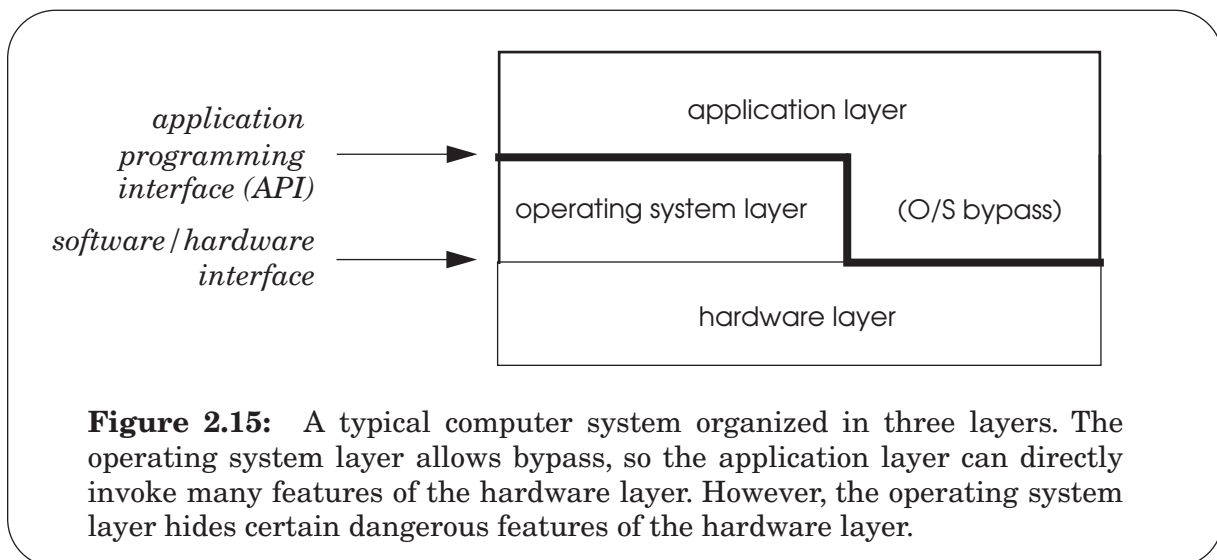 application layer
application
programming
interface (API)
operating system layer
(O/S bypass)
software/hardware
interface
hardware layer
Figure 2.15: A typical computer system organized in three layers. The
operating system layer allows bypass, so the application layer can directly
invoke many features of the hardware layer. However, the operating system
layer hides certain dangerous features of the hardware layer.